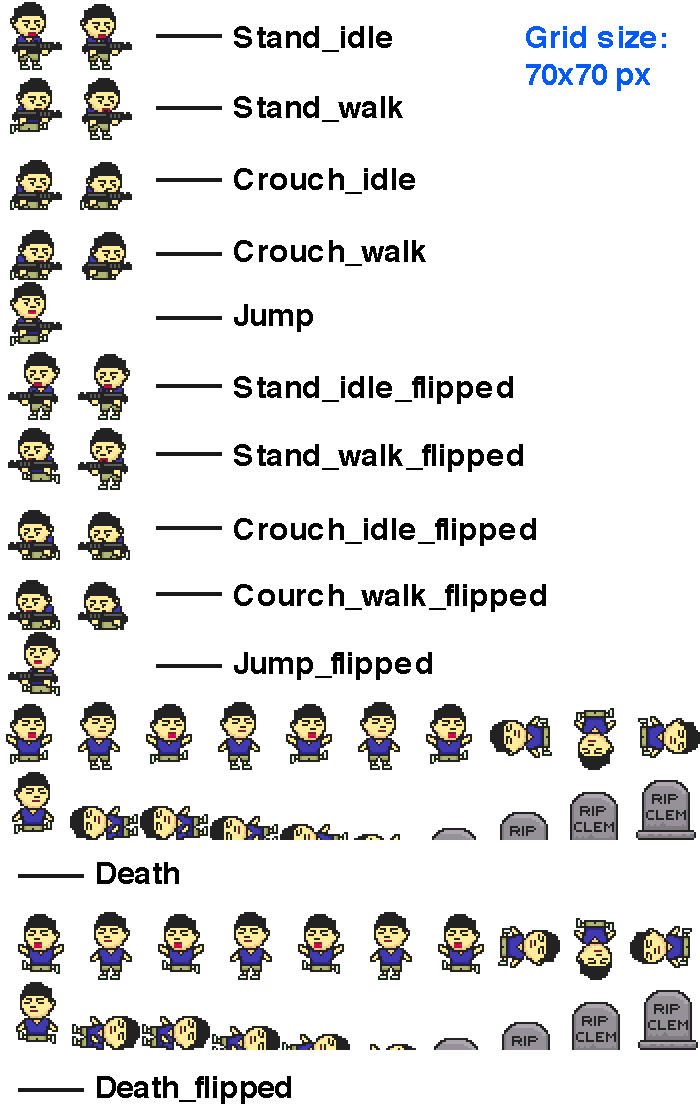 Stand_idle
Grid size:
70x70 px
Stand_walk
Crouch_idle
Crouch_walk
Jump
Stand_idle_flipped
Stand_walk_flipped
Crouch_idle_flipped
Courch_walk_flipped
Jump_flipped
RIP
RIP
CLEM
RIP
CLEM
Death
RIP
RIP
CLEM
RIP
CLEM
Death_flipped